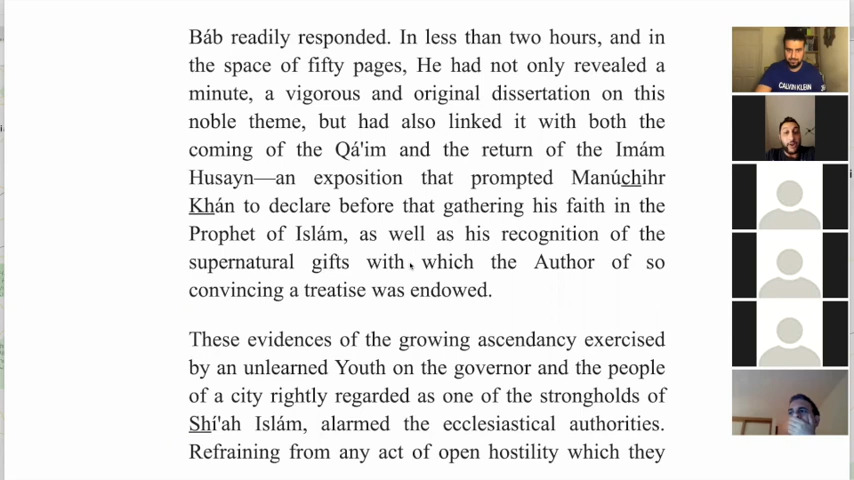 Báb readily responded. In less than two hours, and in
the space of fifty pages, He had not only revealed a
minute, a vigorous and original dissertation on this
noble theme, but had also linked it with both the
coming of the Qá'im and the return of the Imám
Husayn—an exposition that prompted Manúchihr
Khán to declare before that gathering his faith in the
Prophet of Islám, as well as his recognition of the
supernatural gifts with which the Author of so
convincing a treatise was endowed.
These evidences of the growing ascendancy exercised
by an unlearned Youth on the governor and the people
of a city rightly regarded as one of the strongholds of
Shí'ah Islám, alarmed the ecclesiastical authorities.
Refraining from any act of open hostility which they
CALVIN KLEIN